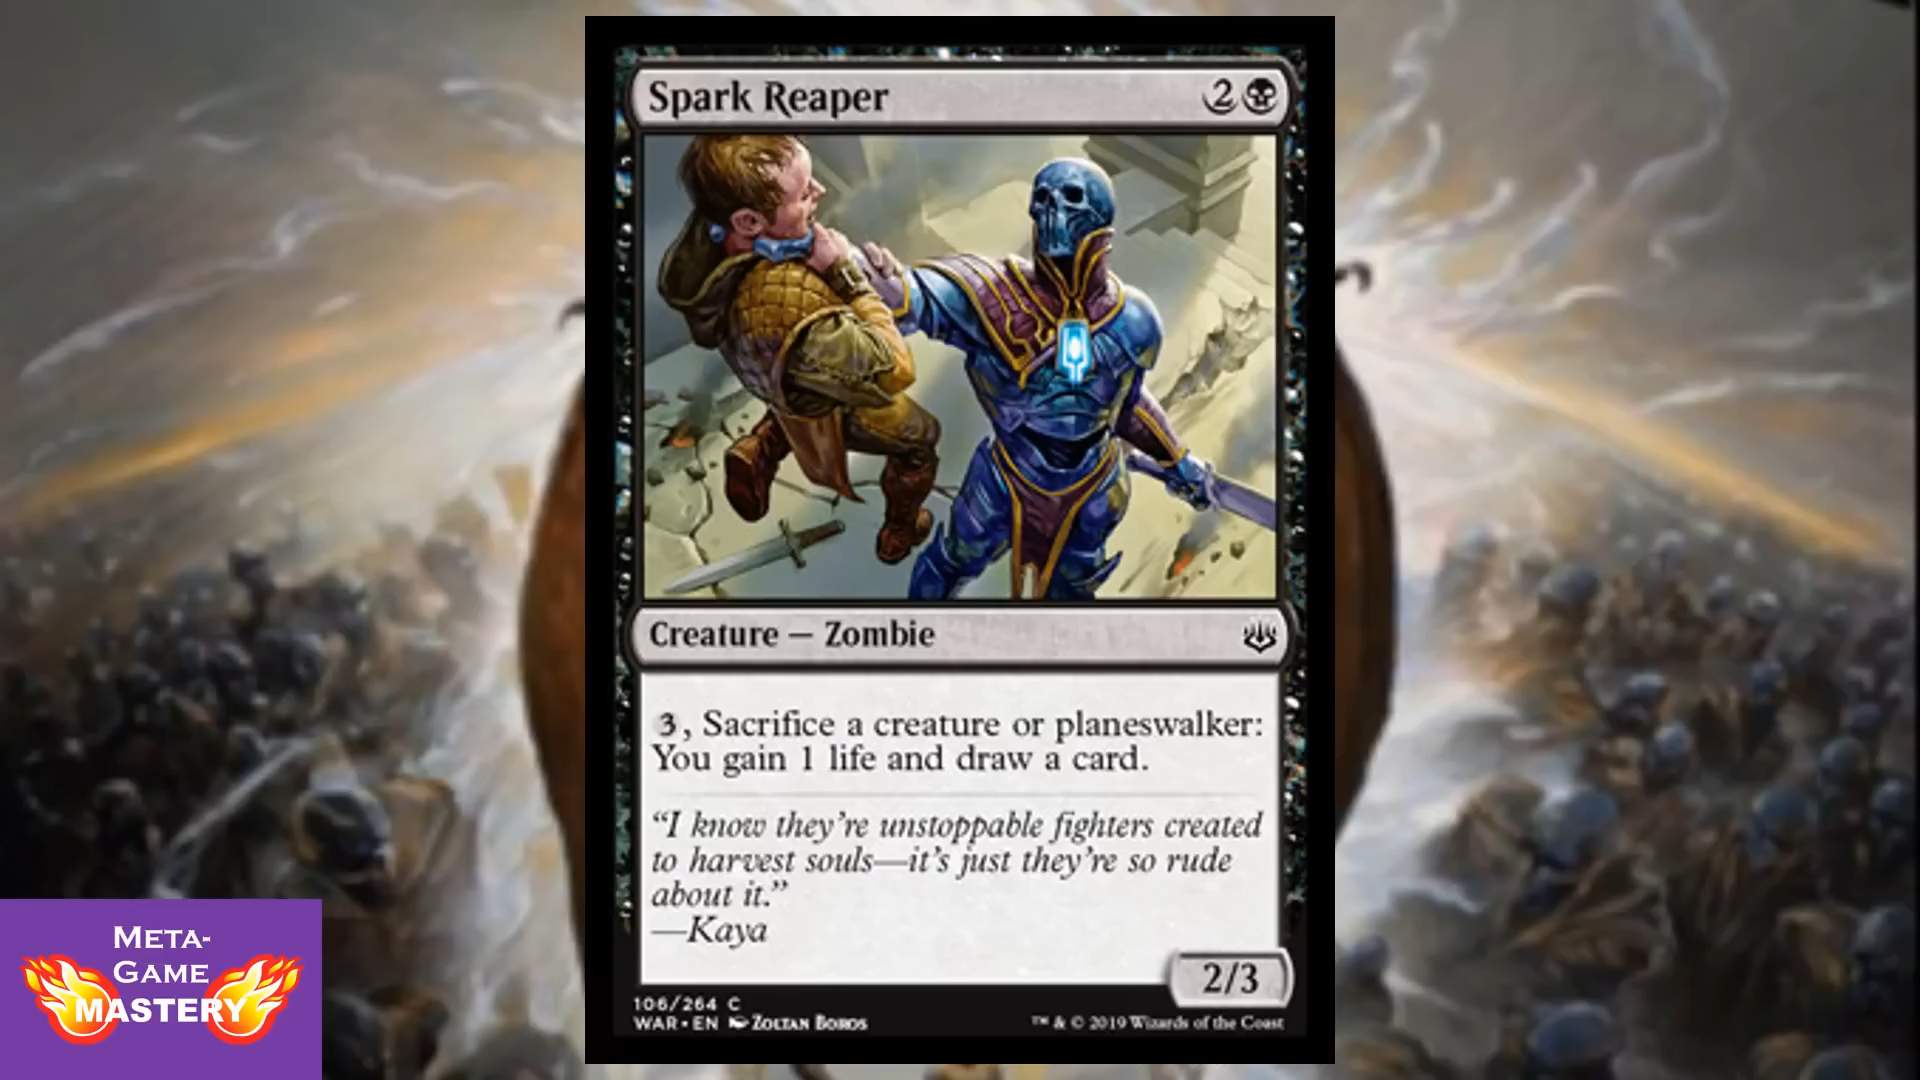 Spark Reaper 2
Creature — Zombie
3, Sacrifice a creature or planeswalker:
You gain 1 life and draw a card.
“I know they’re unstoppable fighters created
to harvest souls—it’s just they’re so rude
about it.”
—Kaya
2/3
106/264 C
WAR • EN Zoltan Boros
™ & © 2019 Wizards of the Coast
META-
GAME
MASTERY